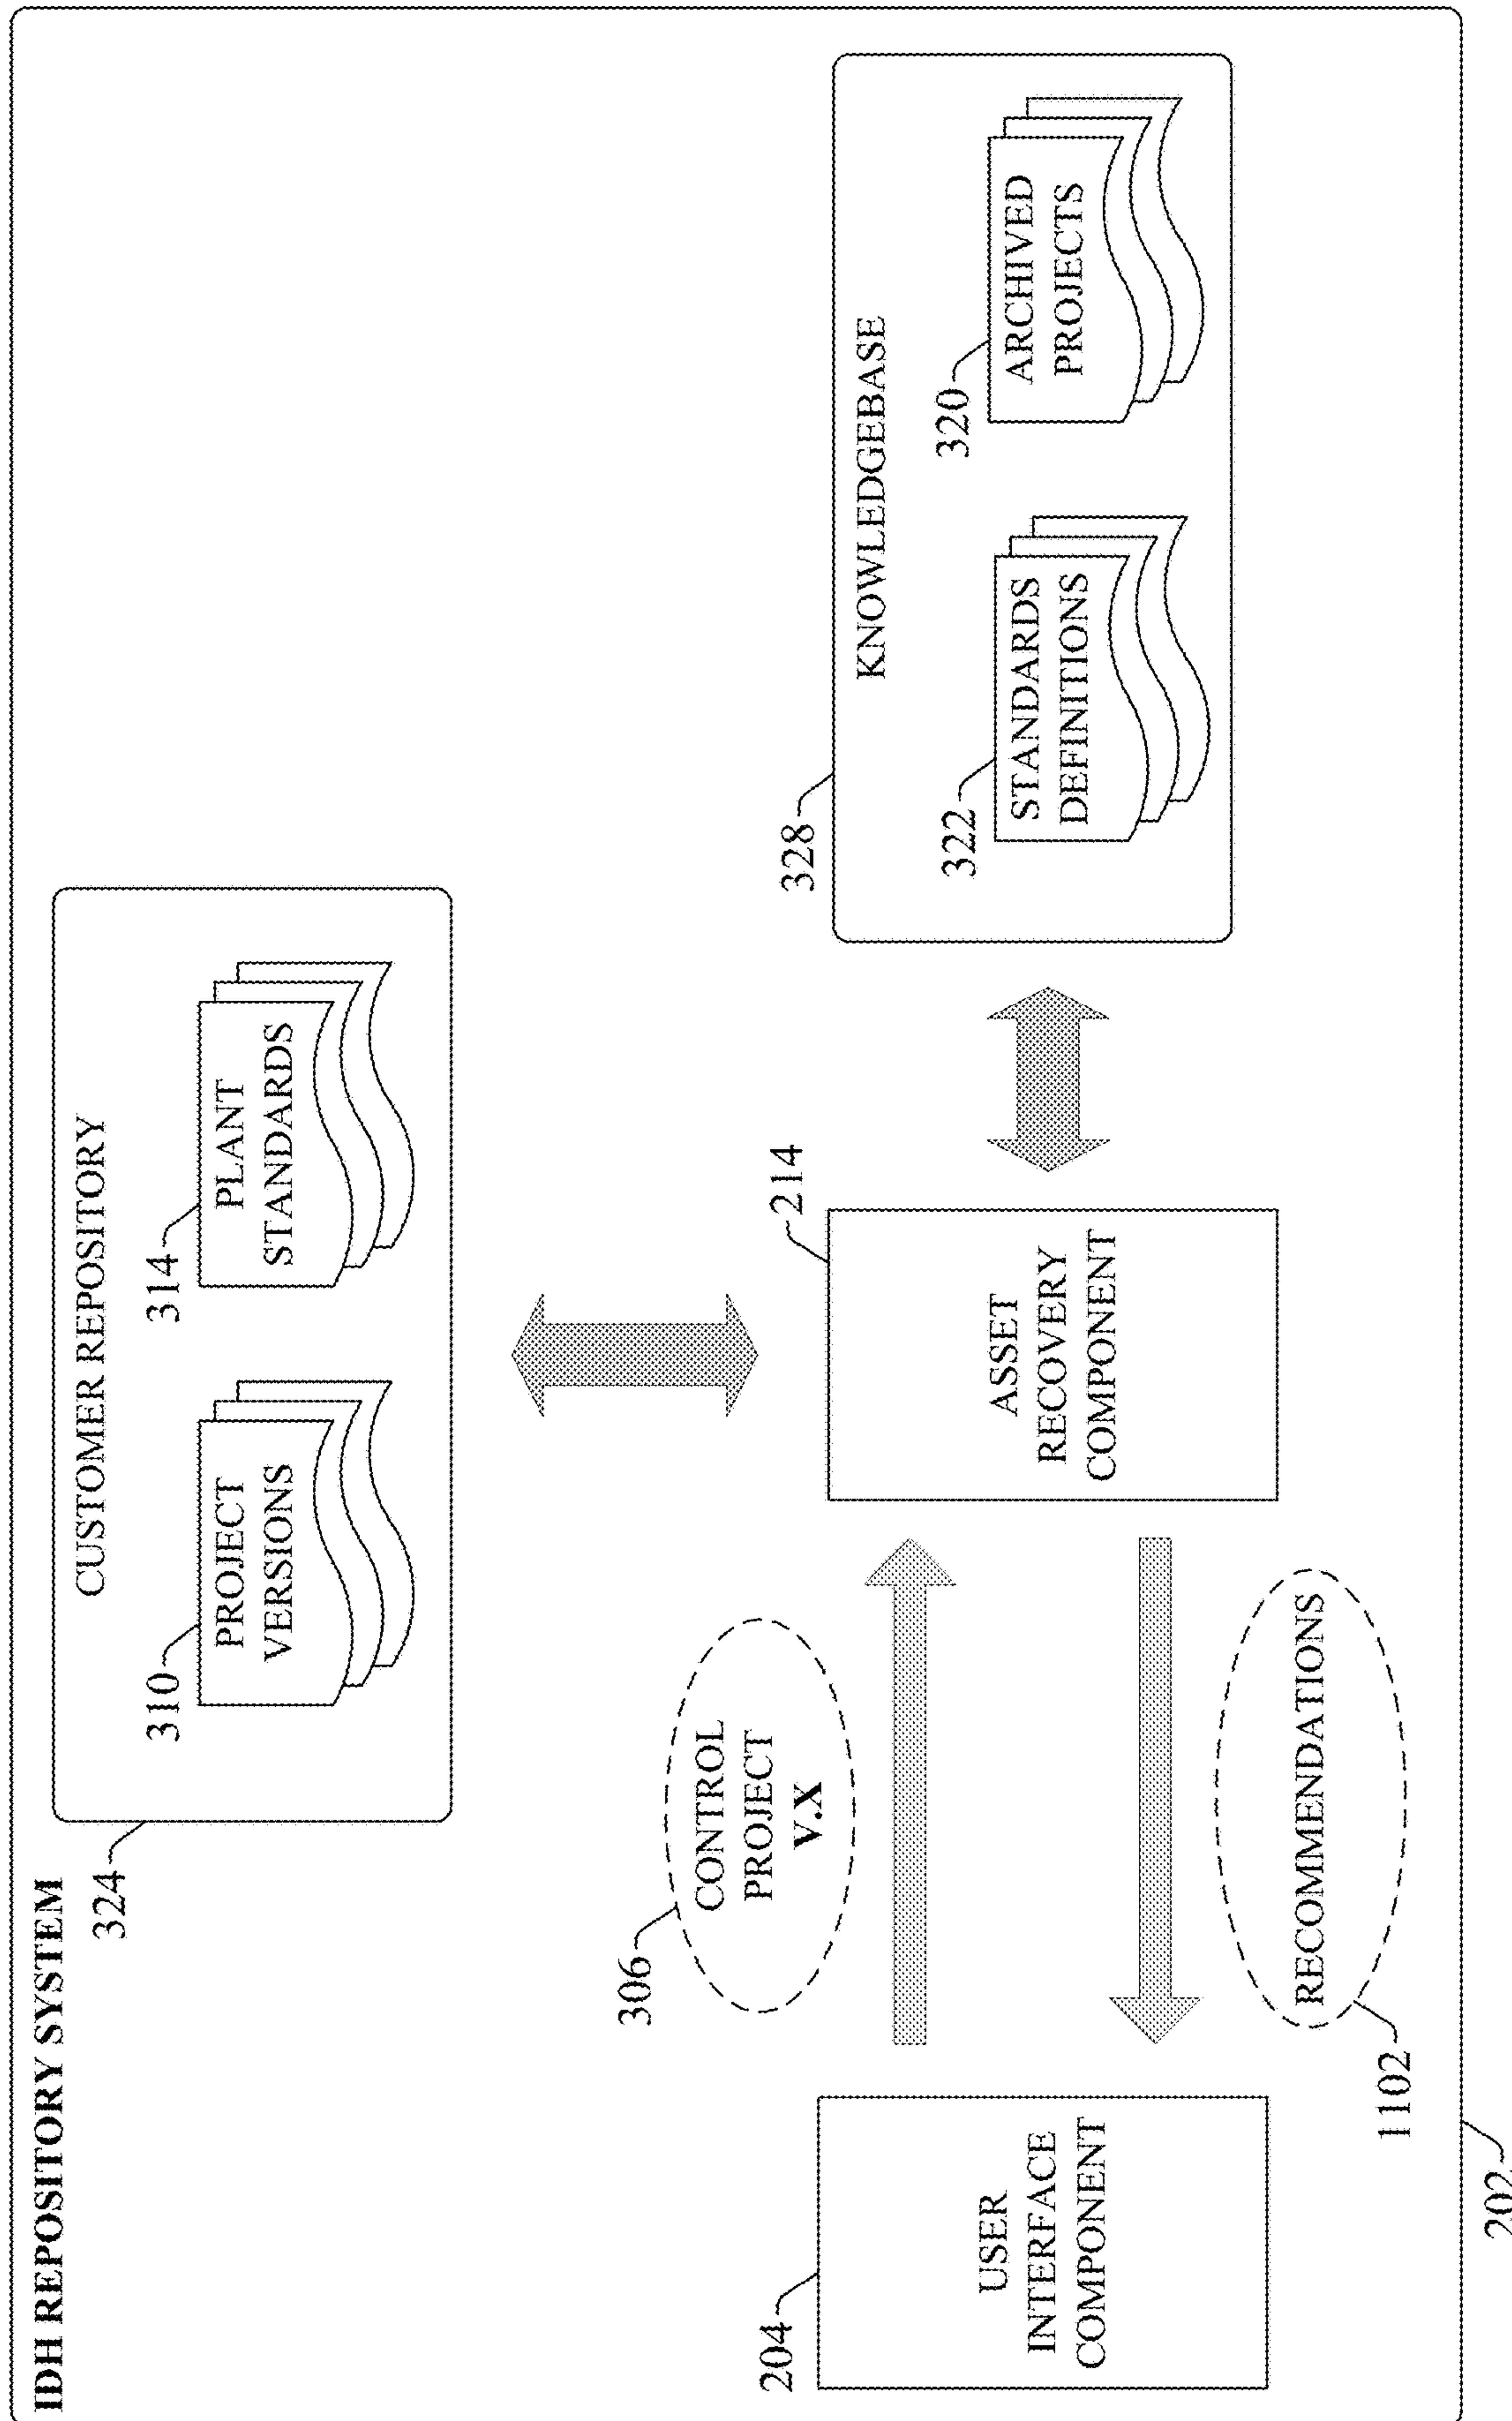 IDH REPOSITORY SYSTEM
324
CUSTOMER REPOSITORY
310
PROJECT
VERSIONS
314
PLANT
STANDARDS
306
CONTROL
PROJECT
V.X
204
USER
INTERFACE
COMPONENT
214
ASSET
RECOVERY
COMPONENT
328
KNOWLEDGEBASE
322
STANDARDS
DEFINITIONS
320
ARCHIVED
PROJECTS
RECOMMENDATIONS
1102
202